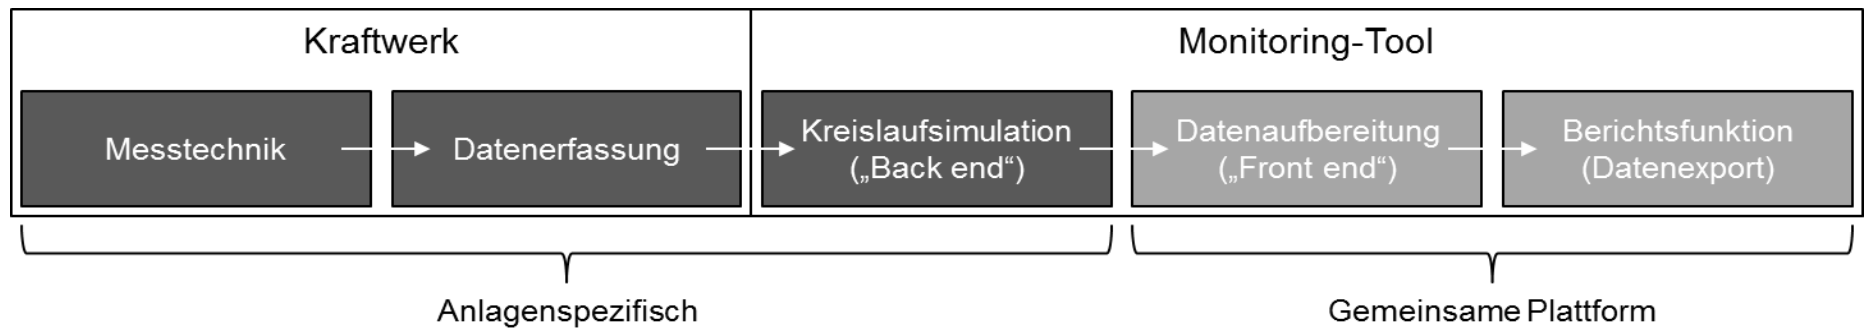 Kraftwerk
Monitoring-Tool
Messtechnik
Datenerfassung
Kreislaufsimulation
(„Back end“)
Datenaufbereitung
(„Front end“)
Berichtsfunktion
(Datenexport)
Anlagenspezifisch
Gemeinsame Plattform